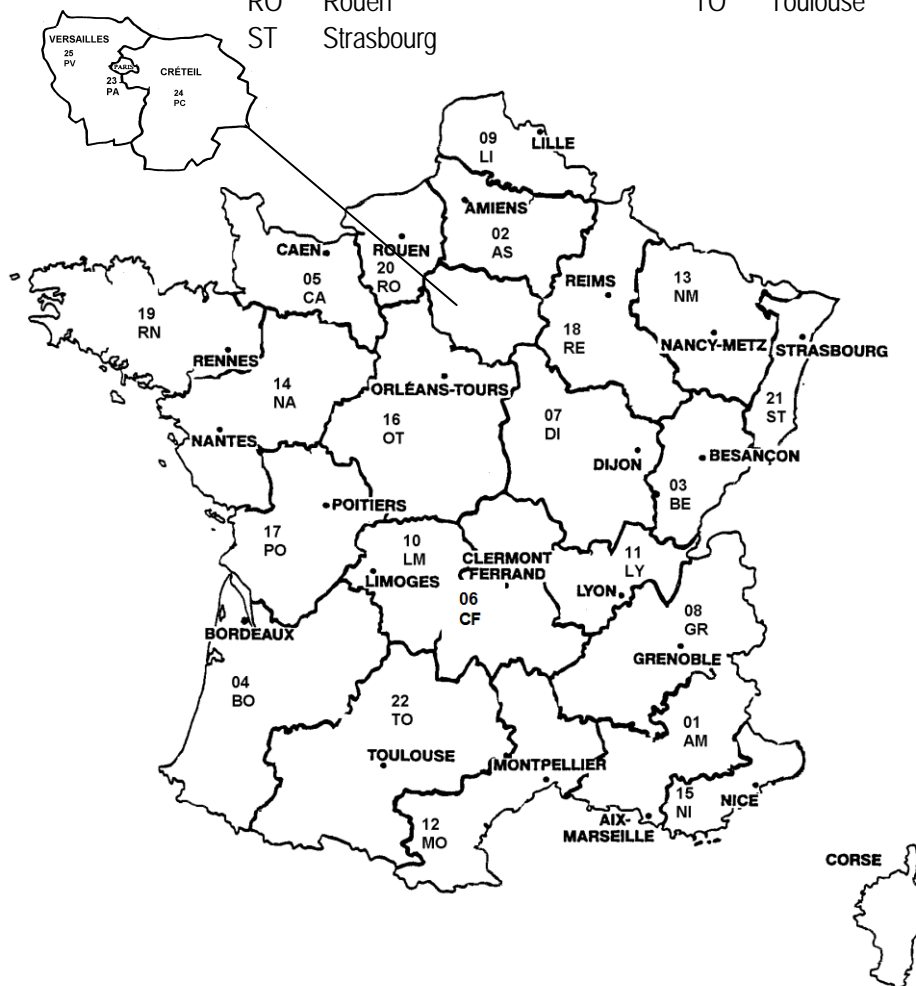 RO Rouen TO Toulouse
ST Strasbourg
VERSAILLES
25
PV
PARIS
23
PA
CRÉTEIL
24
PC
09
LI
LILLE
AMIENS
02
AS
CAEN
05
CA
ROUEN
20
RO
REIMS
18
RE
13
NM
NANCY-METZ
STRASBOURG
21
ST
19
RN
RENNES
14
NA
NANTES
ORLÉANS-TOURS
16
OT
07
DI
DIJON
BESANÇON
03
BE
POITIERS
17
PO
10
LM
LIMOGES
CLERMONT
FERRAND
06
CF
11
LY
LYON
08
GR
GRENOBLE
BORDEAUX
04
BO
22
TO
TOULOUSE
MONTPELLIER
12
MO
01
AM
AIX-
MARSEILLE
15
NI
NICE
CORSE